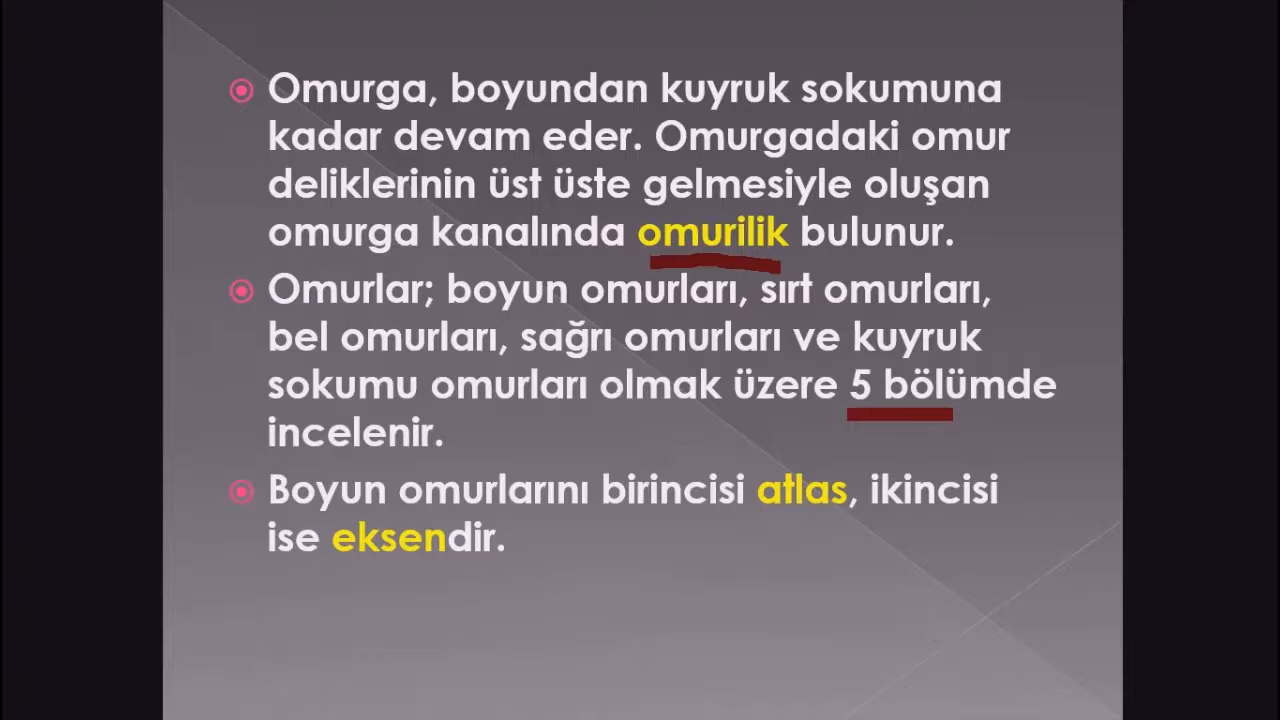 Omurga, boyundan kuyruk sokumuna
kadar devam eder. Omurgadaki omur
deliklerinin üst üste gelmesiyle oluşan
omurga kanalında omurilik bulunur.
Omurlar; boyun omurları, sırt omurları,
bel omurları, sağrı omurları ve kuyruk
sokumu omurları olmak üzere 5 bölümde
incelenir.
Boyun omurlarını birincisi atlas, ikincisi
ise eksendir.